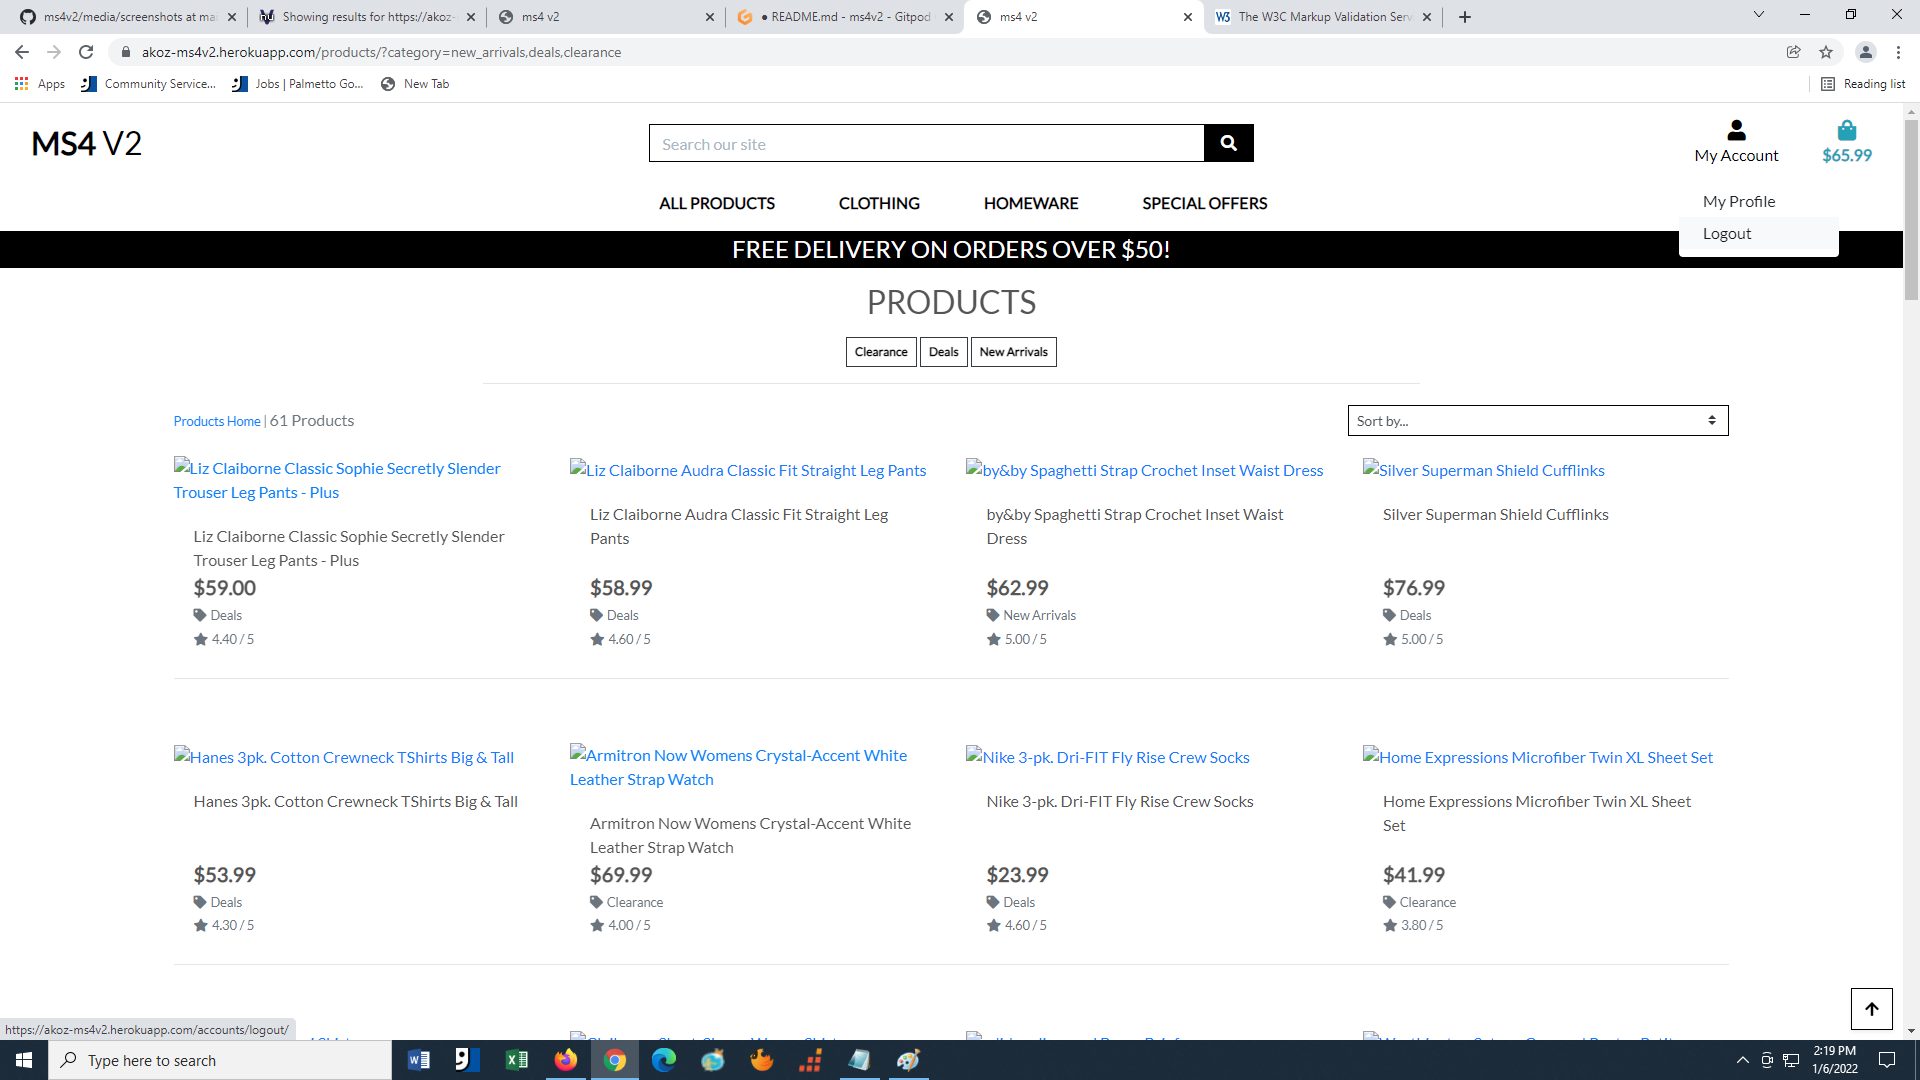 ms4v2/media/screenshots at ma
Showing results for https://akoz-
ms4 v2
● README.md - ms4v2 - Gitpod
ms4 v2
The W3C Markup Validation Serv
akoz-ms4v2.herokuapp.com/products/?category=new_arrivals,deals,clearance
Apps
Community Service...
Jobs | Palmetto Go...
New Tab
Reading list
MS4 V2
Search our site
My Account
$65.99
ALL PRODUCTS
CLOTHING
HOMEWARE
SPECIAL OFFERS
My Profile
Logout
FREE DELIVERY ON ORDERS OVER $50!
PRODUCTS
Clearance
Deals
New Arrivals
Products Home | 61 Products
Sort by...
Liz Claiborne Classic Sophie Secretly Slender
Trouser Leg Pants - Plus
Liz Claiborne Classic Sophie Secretly Slender
Trouser Leg Pants - Plus
$59.00
Deals
4.40 / 5
Liz Claiborne Audra Classic Fit Straight Leg Pants
Liz Claiborne Audra Classic Fit Straight Leg
Pants
$58.99
Deals
4.60 / 5
by&by Spaghetti Strap Crochet Inset Waist Dress
by&by Spaghetti Strap Crochet Inset Waist
Dress
$62.99
New Arrivals
5.00 / 5
Silver Superman Shield Cufflinks
Silver Superman Shield Cufflinks
$76.99
Deals
5.00 / 5
Hanes 3pk. Cotton Crewneck TShirts Big & Tall
Hanes 3pk. Cotton Crewneck TShirts Big & Tall
$53.99
Deals
4.30 / 5
Armitron Now Womens Crystal-Accent White
Leather Strap Watch
Armitron Now Womens Crystal-Accent White
Leather Strap Watch
$69.99
Clearance
4.00 / 5
Nike 3-pk. Dri-FIT Fly Rise Crew Socks
Nike 3-pk. Dri-FIT Fly Rise Crew Socks
$23.99
Deals
4.60 / 5
Home Expressions Microfiber Twin XL Sheet Set
Home Expressions Microfiber Twin XL Sheet
Set
$41.99
Clearance
3.80 / 5
https://akoz-ms4v2.herokuapp.com/accounts/logout/
Type here to search
2:19 PM
1/6/2022